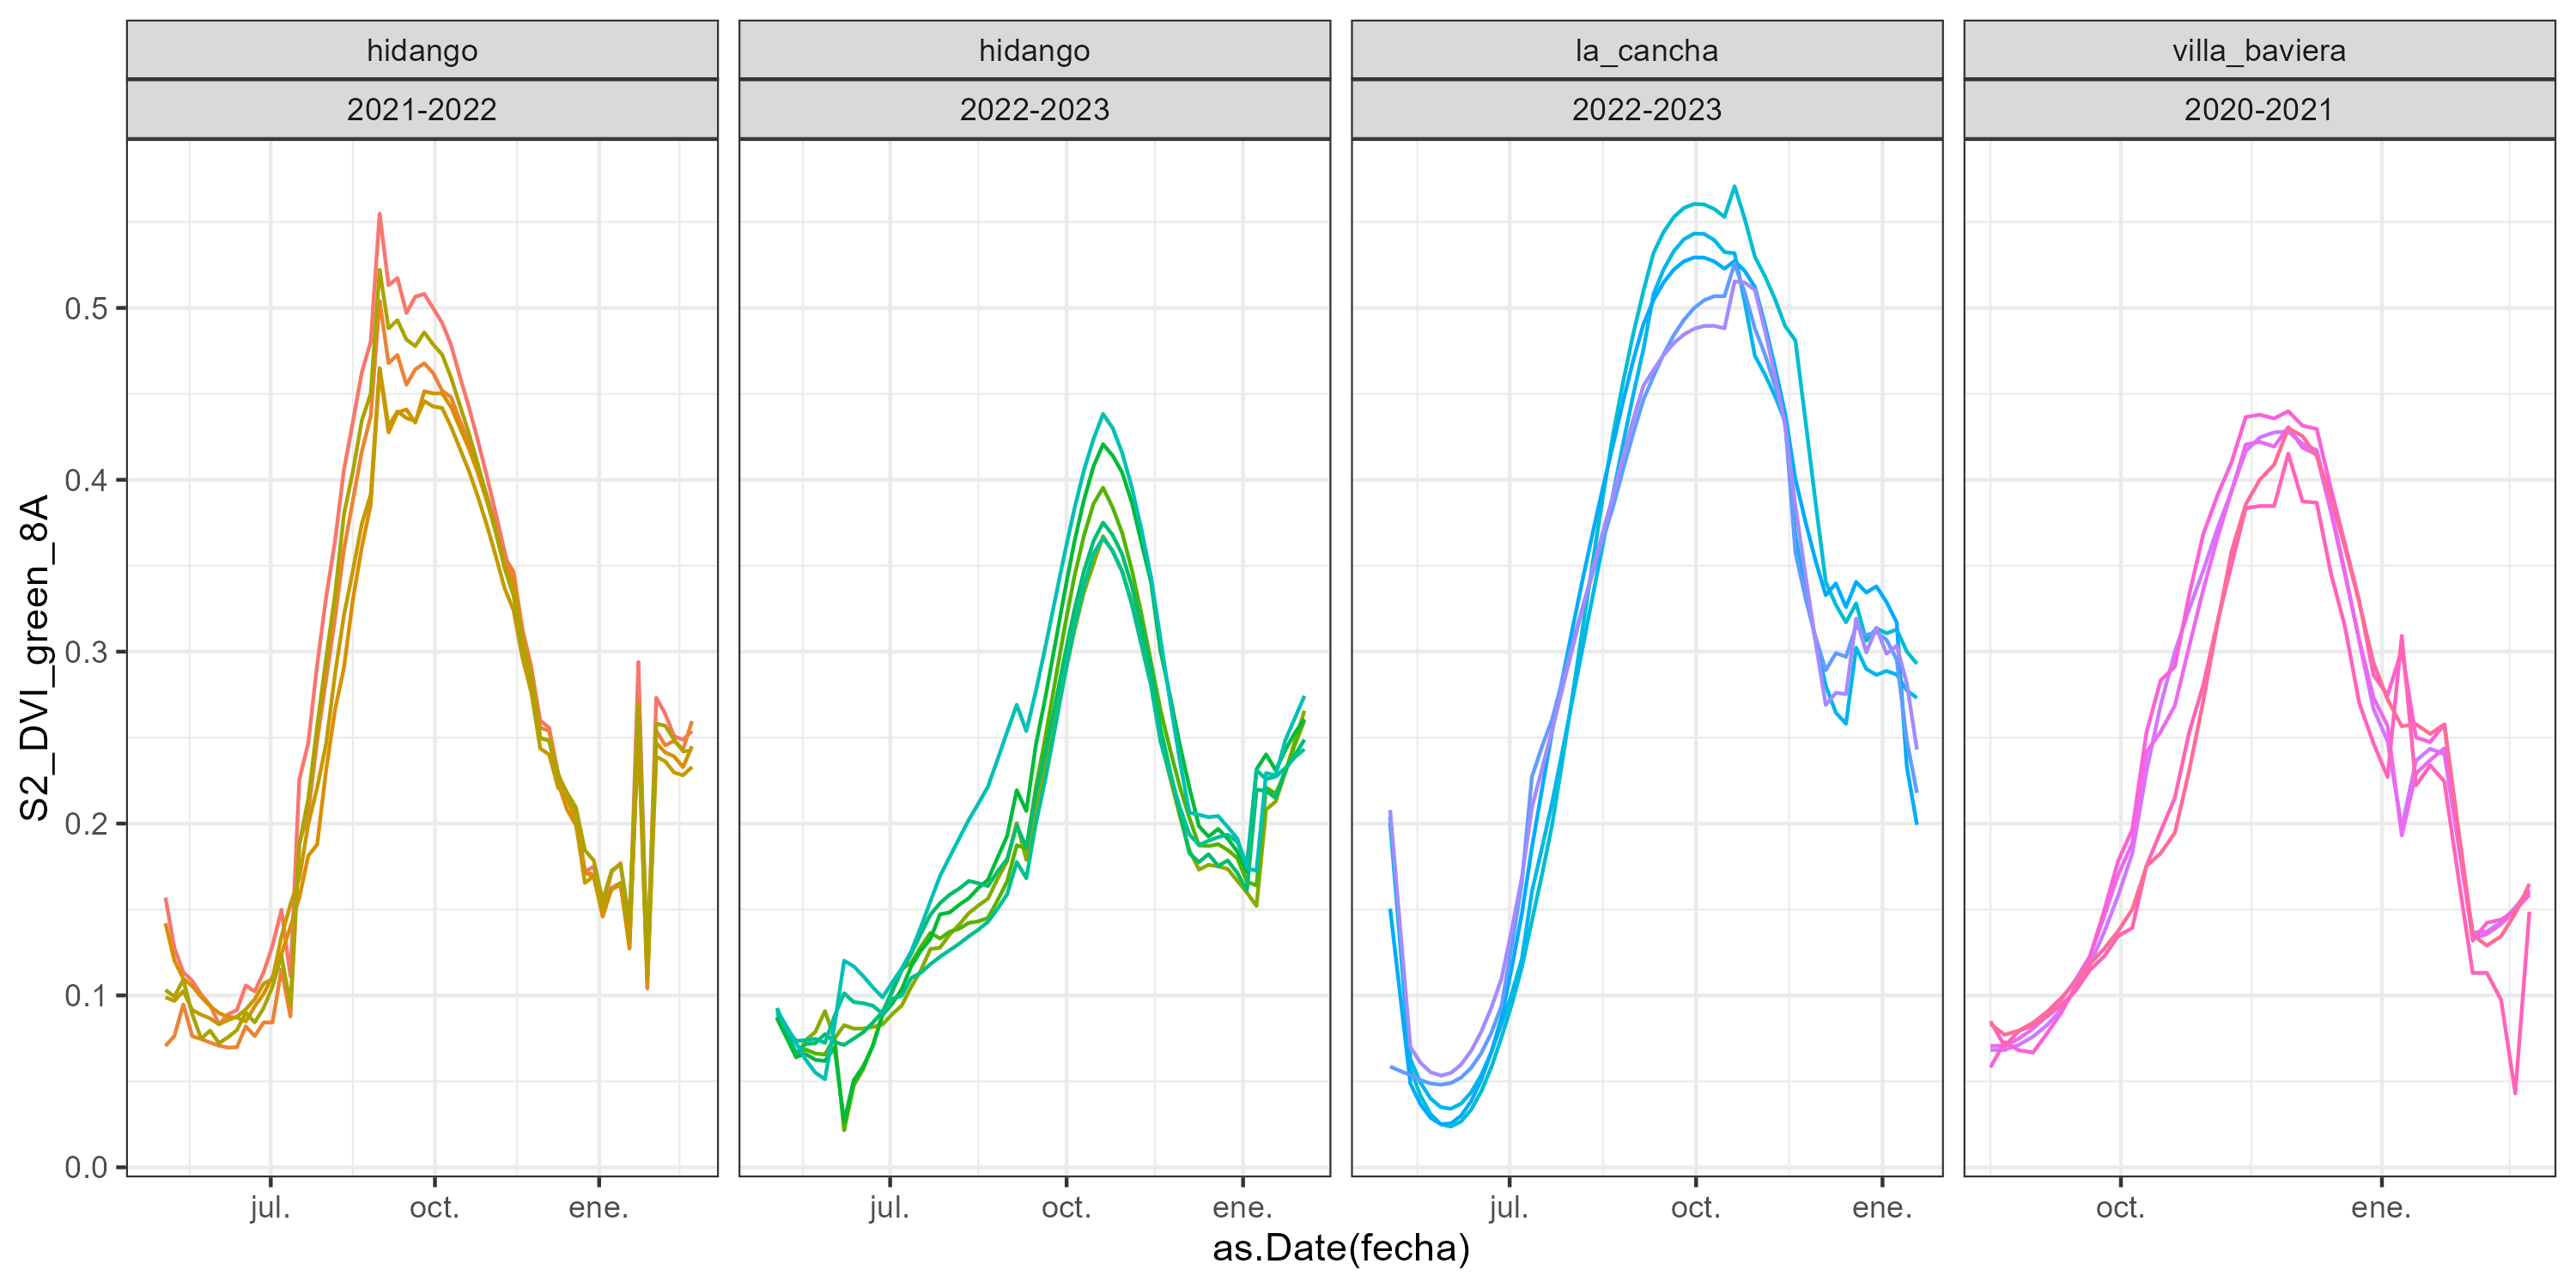 hidango
hidango
la_cancha
villa_baviera
2021-2022
2022-2023
2022-2023
2020-2021
S2_DVI_green_8A
0.5
0.4
0.3
0.2
0.1
0.0
jul.
oct.
ene.
jul.
oct.
ene.
jul.
oct.
ene.
oct.
ene.
as.Date(fecha)